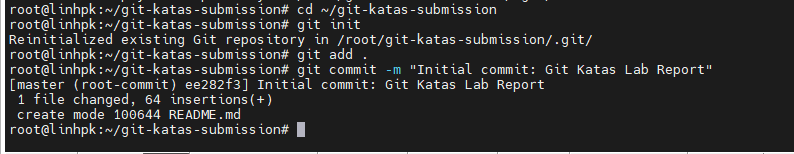 root@linhpk:~/git-katas-submission# cd ~/git-katas-submission
root@linhpk:~/git-katas-submission# git init
Reinitialized existing Git repository in /root/git-katas-submission/.git/
root@linhpk:~/git-katas-submission# git add .
root@linhpk:~/git-katas-submission# git commit -m "Initial commit: Git Katas Lab Report"
[master (root-commit) ee282f3] Initial commit: Git Katas Lab Report
 1 file changed, 64 insertions(+)
 create mode 100644 README.md
root@linhpk:~/git-katas-submission#